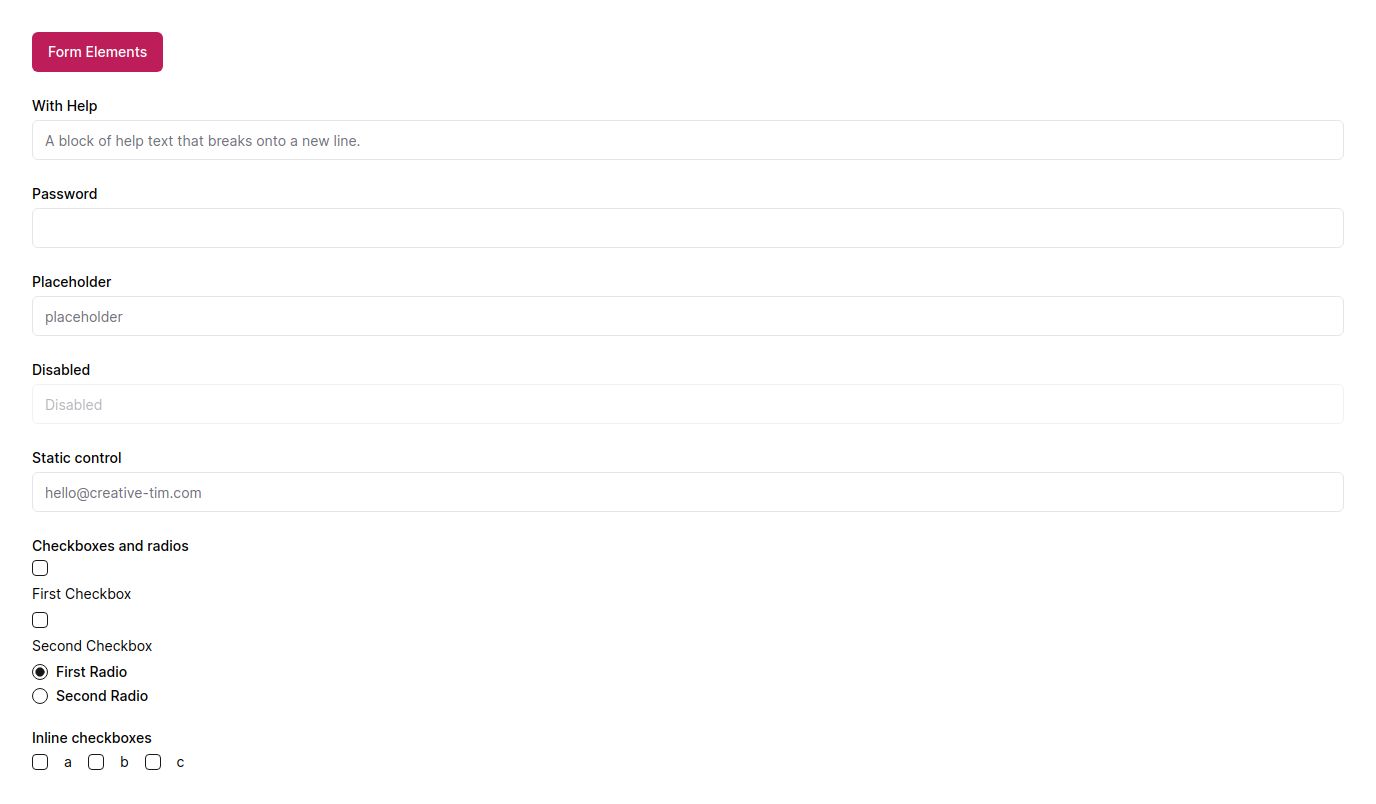 Form Elements
With Help
A block of help text that breaks onto a new line.
Password
Placeholder
placeholder
Disabled
Disabled
Static control
hello@creative-tim.com
Checkboxes and radios
First Checkbox
Second Checkbox
First Radio
Second Radio
Inline checkboxes
a b c